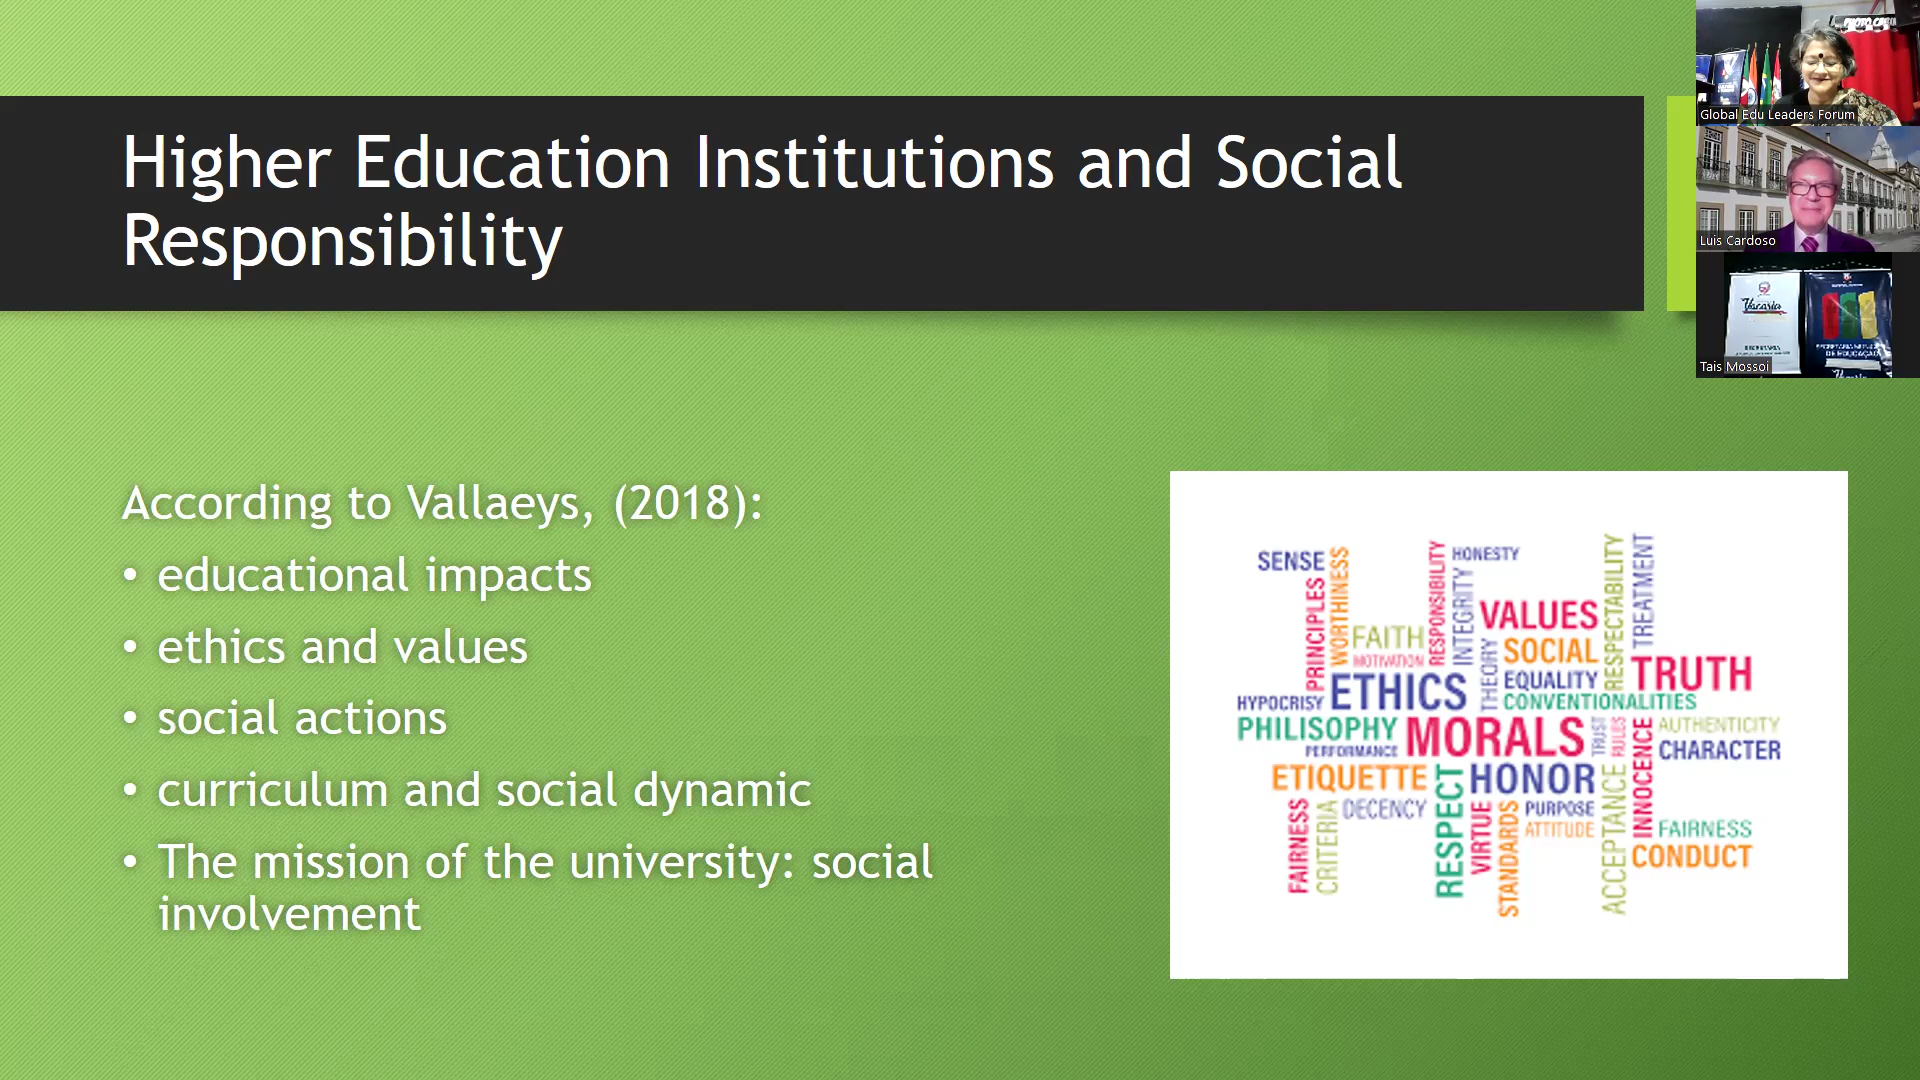 Higher Education Institutions and Social
Responsibility
According to Vallaeys, (2018):
• educational impacts
• ethics and values
• social actions
• curriculum and social dynamic
• The mission of the university: social
involvement
SENSE
PRINCIPLES
WORTHINESS
FAITH
MOTIVATION
RESPONSIBILITY
HONESTY
INTEGRITY
VALUES
SOCIAL
THEORY
EQUALITY
RESPECTABILITY
TREATMENT
TRUTH
HYPOCRISY
ETHICS
CONVENTIONALITIES
PHILISOPHY
MORALS
TRUST
RULES
AUTHENTICITY
PERFORMANCE
CHARACTER
INNOCENCE
ETIQUETTE
HONOR
RESPECT
DECENCY
FAIRNESS
CRITERIA
VIRTUE
STANDARDS
PURPOSE
ATTITUDE
ACCEPTANCE
FAIRNESS
CONDUCT
Global Edu Leaders Forum
Luis Cardoso
Vacaria
DE EDUCAÇÃO
Tais Mossoi